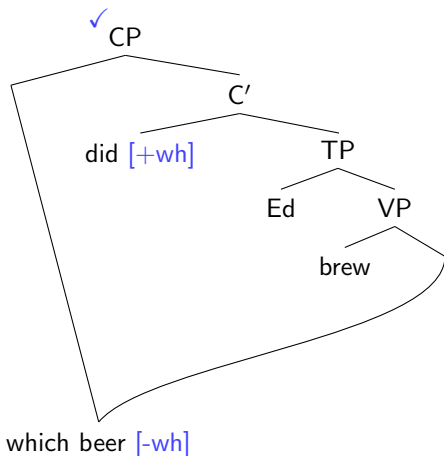 ✓
CP
C′
did [+wh]
TP
Ed
VP
brew
which beer [-wh]